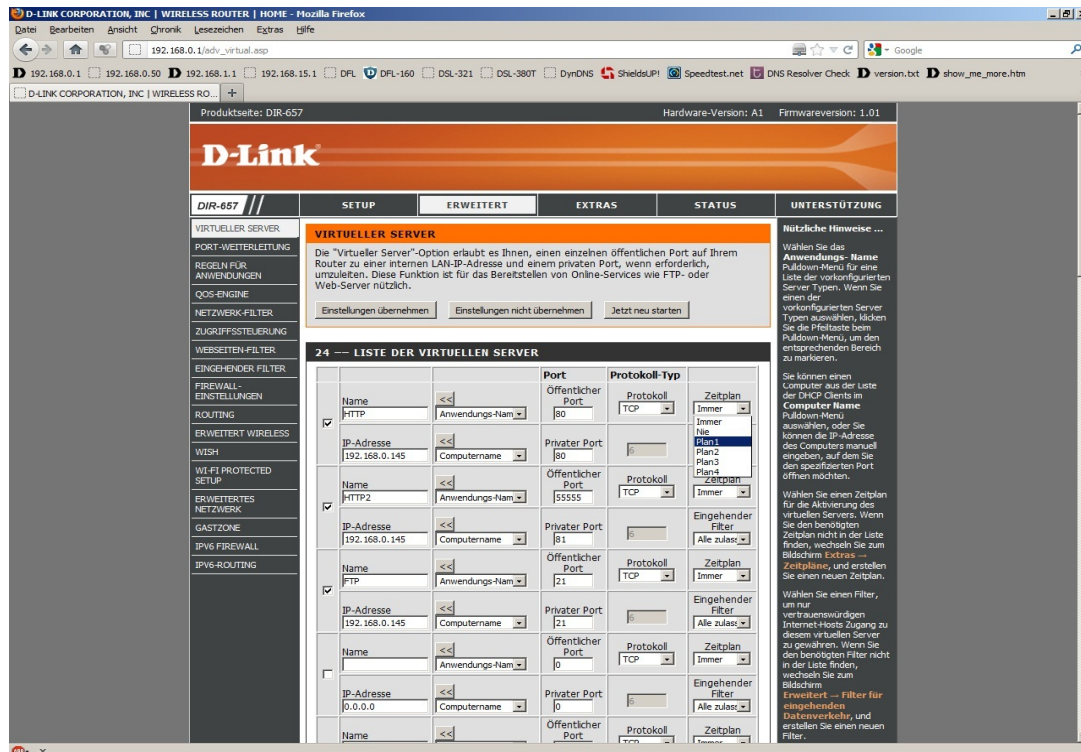 D-LINK CORPORATION, INC | WIRELESS ROUTER | HOME - Mozilla Firefox
Datei Bearbeiten Ansicht Chronik Lesezeichen Extras Hilfe
192.168.0.1/adv_virtual.asp
Google
192.168.0.1 192.168.0.50 192.168.1.1 192.168.15.1 DFL DFL-160 DSL-321 DSL-380T DynDNS ShieldsUP! Speedtest.net DNS Resolver Check version.txt show_me_more.htm
D-LINK CORPORATION, INC | WIRELESS RO... +
Produktseite: DIR-657 Hardware-Version: A1 Firmwareversion: 1.01
D-Link
DIR-657 SETUP ERWEITERT EXTRAS STATUS UNTERSTÜTZUNG
VIRTUELLER SERVER
PORT-WEITERLEITUNG
REGELN FÜR
ANWENDUNGEN
QOS-ENGINE
NETZWERK-FILTER
ZUGRIFFSSTEUERUNG
WEBSEITEN-FILTER
EINGEHENDER FILTER
FIREWALL-
EINSTELLUNGEN
ROUTING
ERWEITERT WIRELESS
WISH
WI-FI PROTECTED
SETUP
ERWEITERTES
NETZWERK
GASTZONE
IPV6 FIREWALL
IPV6-ROUTING
VIRTUELLER SERVER
Die "Virtueller Server"-Option erlaubt es Ihnen, einen einzelnen öffentlichen Port auf Ihrem
Router zu einer internen LAN-IP-Adresse und einem privaten Port, wenn erforderlich,
umzuleiten. Diese Funktion ist für das Bereitstellen von Online-Services wie FTP- oder
Web-Server nützlich.
Einstellungen übernehmen Einstellungen nicht übernehmen Jetzt neu starten
24 –– LISTE DER VIRTUELLEN SERVER
Port Protokoll-Typ
Name << Öffentlicher Port Protokoll Zeitplan
HTTP Anwendungs-Nam 80 TCP Immer
Immer
Nie
Plan1
Plan2
Plan3
Plan4
IP-Adresse << Privater Port
192.168.0.145 Computername 80 6
Name << Öffentlicher Port Protokoll Zeitplan
HTTP2 Anwendungs-Nam 55555 TCP Immer
IP-Adresse << Privater Port Eingehender Filter
192.168.0.145 Computername 81 6 Alle zulass
Name << Öffentlicher Port Protokoll Zeitplan
FTP Anwendungs-Nam 21 TCP Immer
IP-Adresse << Privater Port Eingehender Filter
192.168.0.145 Computername 21 6 Alle zulass
Name << Öffentlicher Port Protokoll Zeitplan
Anwendungs-Nam 0 TCP Immer
IP-Adresse << Privater Port Eingehender Filter
0.0.0.0 Computername 0 6 Alle zulass
Name << Öffentlicher Port Protokoll Zeitplan
Nützliche Hinweise ...
Wählen Sie das
Anwendungs- Name
Pulldown-Menü für eine
Liste der vorkonfigurierten
Server Typen. Wenn Sie
einen der
vorkonfigurierten Server
Typen auswählen, klicken
Sie die Pfeiltaste beim
Pulldown-Menü, um den
entsprechenden Bereich
zu markieren.
Sie können einen
Computer aus der Liste
der DHCP Clients im
Computer Name
Pulldown-Menü
auswählen, oder Sie
können die IP-Adresse
des Computers manuell
eingeben, auf dem Sie
den spezifizierten Port
öffnen möchten.
Wählen Sie einen Zeitplan
für die Aktivierung des
virtuellen Servers. Wenn
Sie den benötigten
Zeitplan nicht in der Liste
finden, wechseln Sie zum
Bildschirm Extras →
Zeitpläne, und erstellen
Sie einen neuen Zeitplan.
Wählen Sie einen Filter,
um nur
vertrauenswürdigen
Internet-Hosts Zugang zu
diesem virtuellen Server
zu gewähren. Wenn Sie
den benötigten Filter nicht
in der Liste finden,
wechseln Sie zum
Bildschirm
Erweitert → Filter für
eingehenden
Datenverkehr, und
erstellen Sie einen neuen
Filter.